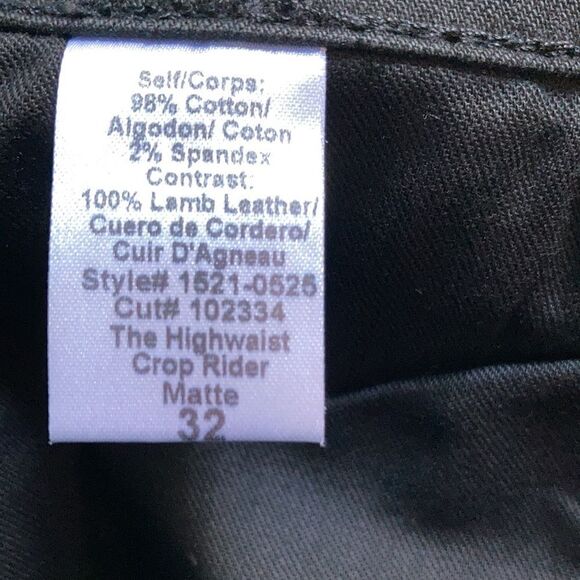 Self/Corps:
98% Cotton/
Algodon/ Coton
2% Spandex
Contrast:
100% Lamb Leather/
Cuero de Cordero/
Cuir D'Agneau
Style# 1521-0525
Cut# 102334
The Highwaist
Crop Rider
Matte
32